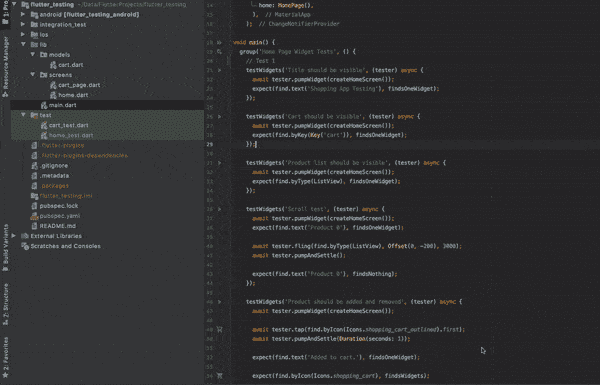 flutter_testing ~/Data/FlutterProjects/flutter_testing
android [flutter_testing_android]
integration_test
ios
lib
models
cart.dart
screens
cart_page.dart
home.dart
main.dart
test
cart_test.dart
home_test.dart
.flutter-plugins
.flutter-plugins-dependencies
.gitignore
.metadata
.packages
flutter_testing.iml
pubspec.lock
pubspec.yaml
README.md
External Libraries
Scratches and Consoles
Resource Manager
Build Variants
Z: Structure
2: Favorites
home: HomePage(),
), // MaterialApp
); // ChangeNotifierProvider
void main() {
group('Home Page Widget Tests', () {
// Test 1
testWidgets('Title should be visible', (tester) async {
await tester.pumpWidget(createHomeScreen());
expect(find.text('Shopping App Testing'), findsOneWidget);
});
testWidgets('Cart should be visible', (tester) async {
await tester.pumpWidget(createHomeScreen());
expect(find.byKey(Key('cart')), findsOneWidget);
29 });
testWidgets('Product list should be visible', (tester) async {
await tester.pumpWidget(createHomeScreen());
expect(find.byType(ListView), findsOneWidget);
});
testWidgets('Scroll test', (tester) async {
await tester.pumpWidget(createHomeScreen());
expect(find.text('Product 0'), findsOneWidget);
await tester.fling(find.byType(ListView), Offset(0, -200), 3000);
await tester.pumpAndSettle();
expect(find.text('Product 0'), findsNothing);
});
testWidgets('Product should be added and removed', (tester) async {
await tester.pumpWidget(createHomeScreen());
await tester.tap(find.byIcon(Icons.shopping_cart_outlined).first);
await tester.pumpAndSettle(Duration(seconds: 1));
expect(find.text('Added to cart.'), findsOneWidget);
expect(find.byIcon(Icons.shopping_cart), findsWidgets);